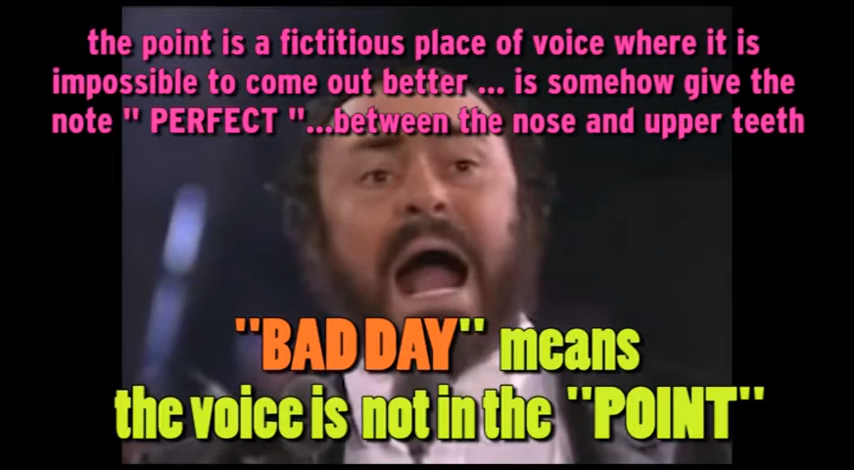 the point is a fictitious place of voice where it is
impossible to come out better ... is somehow give the
note " PERFECT "...between the nose and upper teeth
"BAD DAY" means
the voice is not in the "POINT"